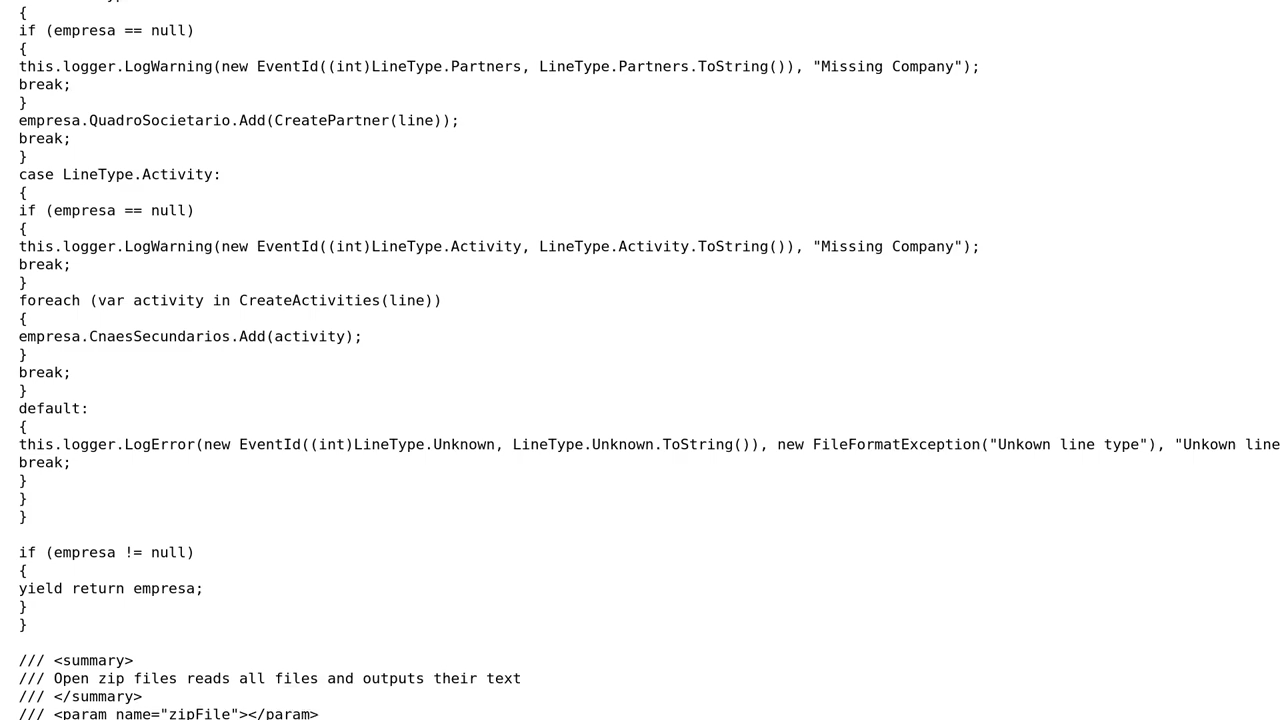 {
if (empresa == null)
{
this.logger.LogWarning(new EventId((int)LineType.Partners, LineType.Partners.ToString()), "Missing Company");
break;
}
empresa.QuadroSocietario.Add(CreatePartner(line));
break;
}
case LineType.Activity:
{
if (empresa == null)
{
this.logger.LogWarning(new EventId((int)LineType.Activity, LineType.Activity.ToString()), "Missing Company");
break;
}
foreach (var activity in CreateActivities(line))
{
empresa.CnaesSecundarios.Add(activity);
}
break;
}
default:
{
this.logger.LogError(new EventId((int)LineType.Unknown, LineType.Unknown.ToString()), new FileFormatException("Unkown line type"), "Unkown line
break;
}
}
}

if (empresa != null)
{
yield return empresa;
}
}

/// <summary>
/// Open zip files reads all files and outputs their text
/// </summary>
/// <param name="zipFile"></param>